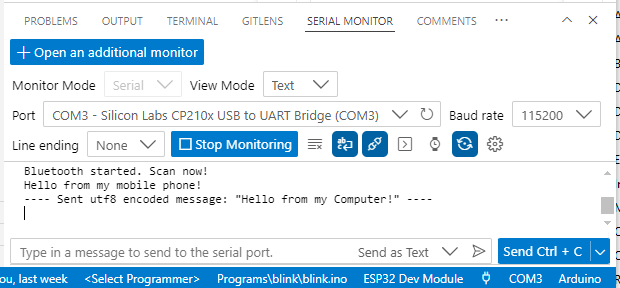 PROBLEMS OUTPUT TERMINAL GITLENS SERIAL MONITOR COMMENTS ...
+ Open an additional monitor
Monitor Mode Serial View Mode Text
Port COM3 - Silicon Labs CP210x USB to UART Bridge (COM3) Baud rate 115200
Line ending None Stop Monitoring
Bluetooth started. Scan now!
Hello from my mobile phone!
---- Sent utf8 encoded message: "Hello from my Computer!" ----
Type in a message to send to the serial port. Send as Text Send Ctrl + C
ou, last week <Select Programmer> Programs\blink\blink.ino ESP32 Dev Module COM3 Arduino